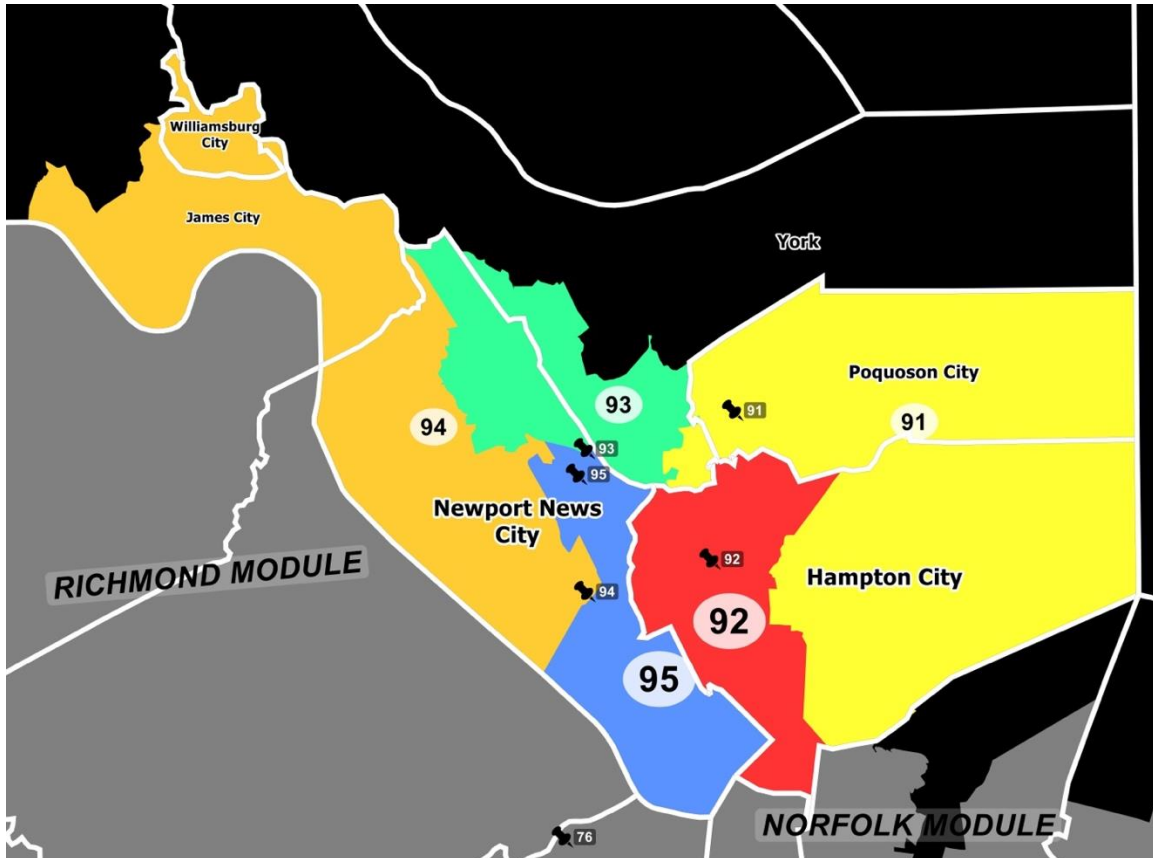 Williamsburg
City
James City
York
Poquoson City
91
91
93
94
93
95
Newport News
City
92
Hampton City
RICHMOND MODULE
94
92
95
NORFOLK MODULE
76